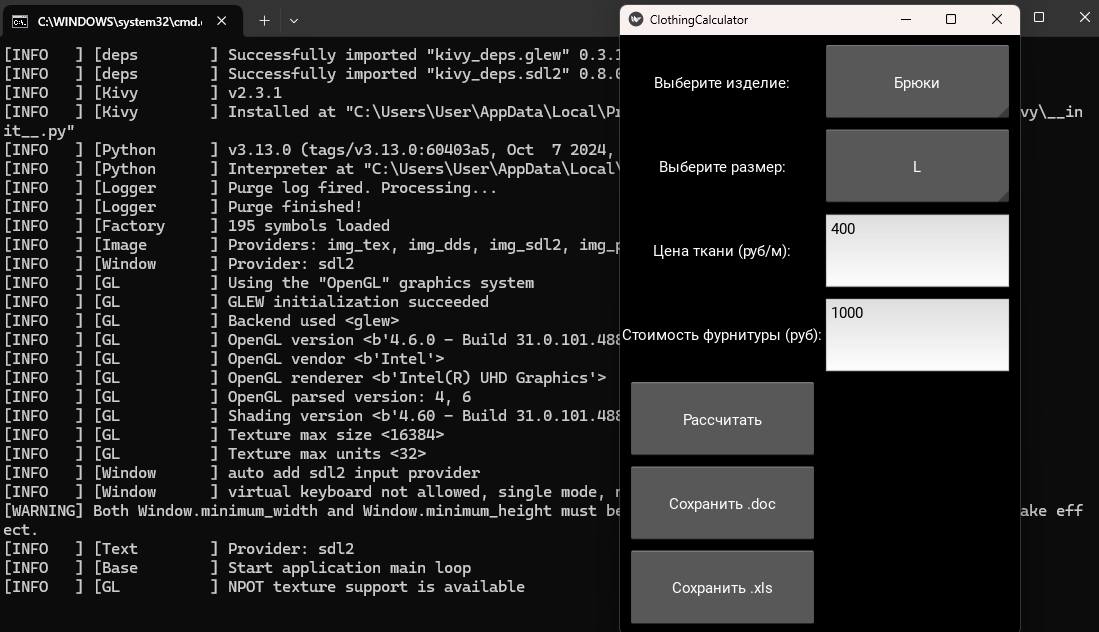 C:\WINDOWS\system32\cmd.
[INFO   ] [deps        ] Successfully imported "kivy_deps.glew" 0.3.1
[INFO   ] [deps        ] Successfully imported "kivy_deps.sdl2" 0.8.0
[INFO   ] [Kivy        ] v2.3.1
[INFO   ] [Kivy        ] Installed at "C:\Users\User\AppData\Local\Pr vy\__in
it__.py"
[INFO   ] [Python      ] v3.13.0 (tags/v3.13.0:60403a5, Oct  7 2024,
[INFO   ] [Python      ] Interpreter at "C:\Users\User\AppData\Local\
[INFO   ] [Logger      ] Purge log fired. Processing...
[INFO   ] [Logger      ] Purge finished!
[INFO   ] [Factory     ] 195 symbols loaded
[INFO   ] [Image       ] Providers: img_tex, img_dds, img_sdl2, img_p
[INFO   ] [Window      ] Provider: sdl2
[INFO   ] [GL          ] Using the "OpenGL" graphics system
[INFO   ] [GL          ] GLEW initialization succeeded
[INFO   ] [GL          ] Backend used <glew>
[INFO   ] [GL          ] OpenGL version <b'4.6.0 - Build 31.0.101.488
[INFO   ] [GL          ] OpenGL vendor <b'Intel'>
[INFO   ] [GL          ] OpenGL renderer <b'Intel(R) UHD Graphics'>
[INFO   ] [GL          ] OpenGL parsed version: 4, 6
[INFO   ] [GL          ] Shading version <b'4.60 - Build 31.0.101.488
[INFO   ] [GL          ] Texture max size <16384>
[INFO   ] [GL          ] Texture max units <32>
[INFO   ] [Window      ] auto add sdl2 input provider
[INFO   ] [Window      ] virtual keyboard not allowed, single mode, n
[WARNING] Both Window.minimum_width and Window.minimum_height must be ake eff
ect.
[INFO   ] [Text        ] Provider: sdl2
[INFO   ] [Base        ] Start application main loop
[INFO   ] [GL          ] NPOT texture support is available
ClothingCalculator
Выберите изделие: Брюки
Выберите размер: L
Цена ткани (руб/м): 400
Стоимость фурнитуры (руб): 1000
Рассчитать
Сохранить .doc
Сохранить .xls